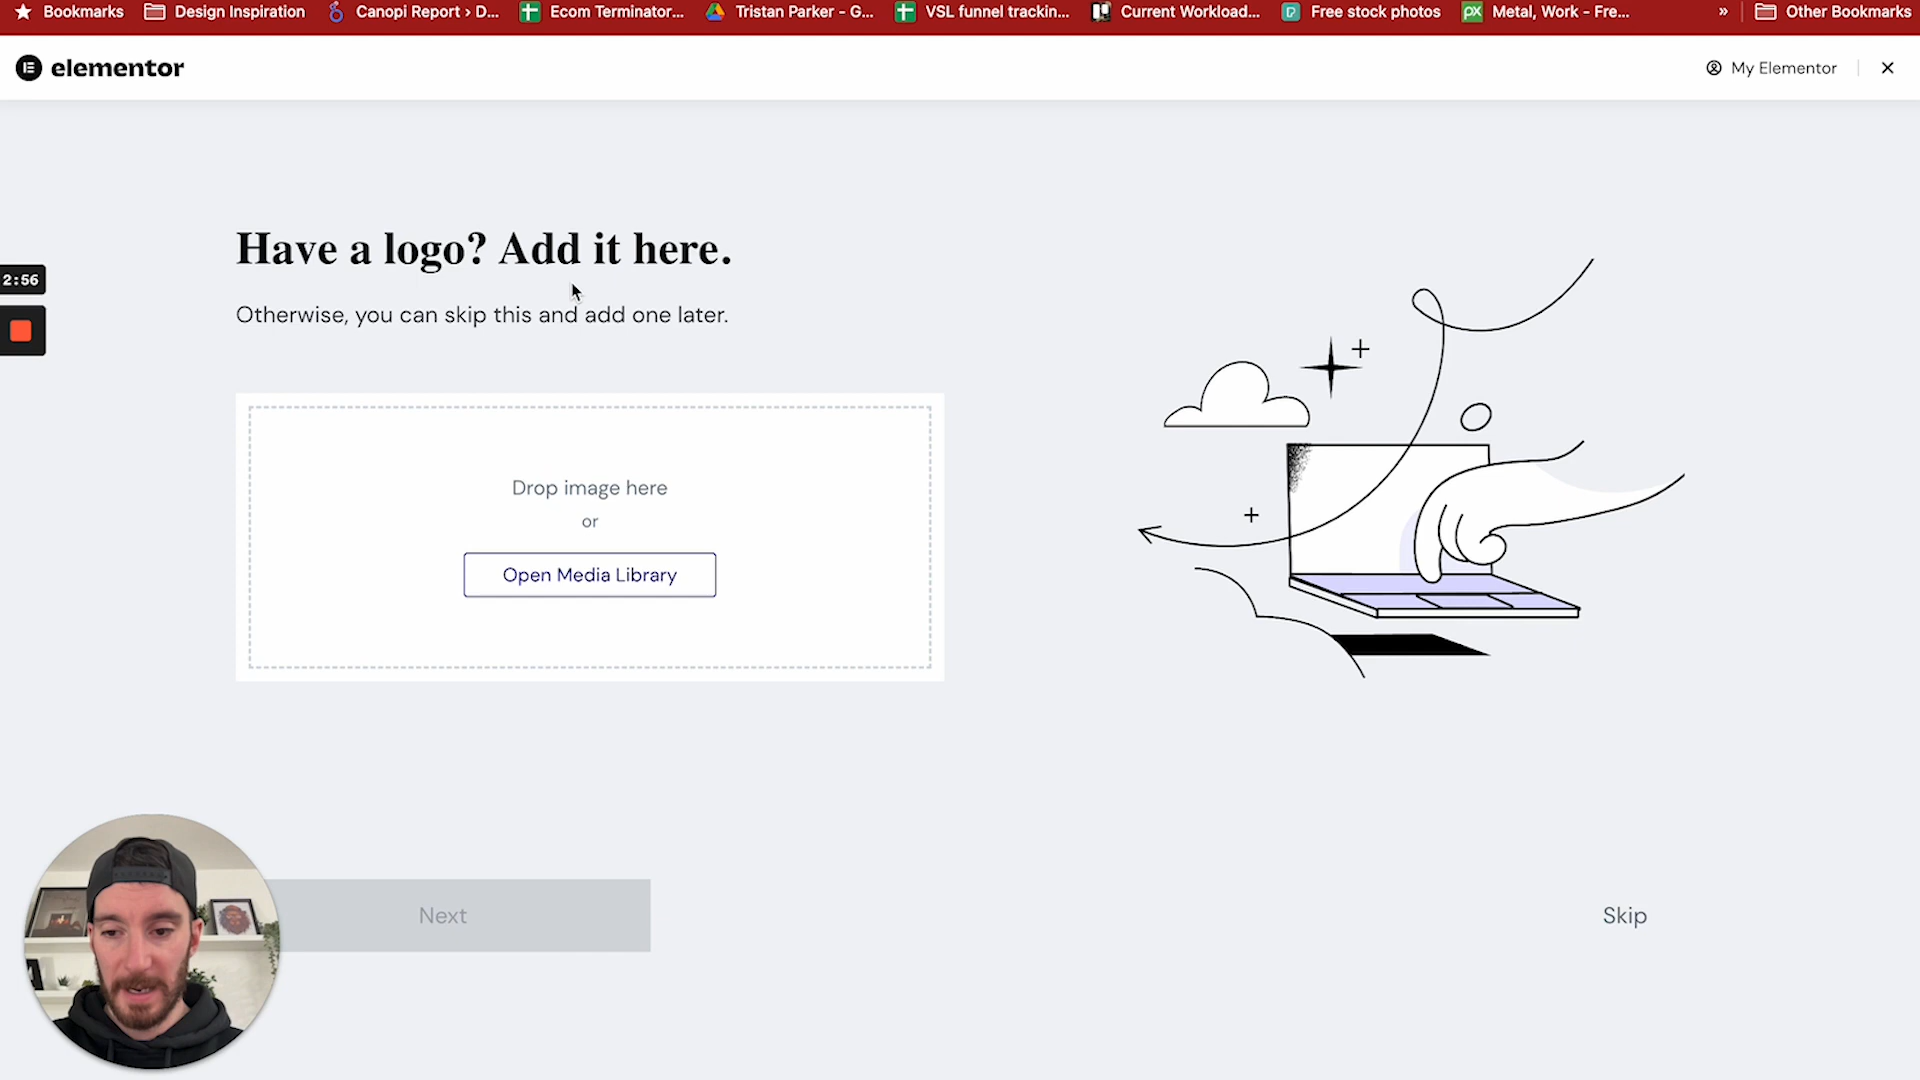 Bookmarks Design Inspiration Canopi Report › D... Ecom Terminator... Tristan Parker - G... VSL funnel trackin... Current Workload... Free stock photos px Metal, Work - Fre... » Other Bookmarks
elementor My Elementor
Have a logo? Add it here.
2:56
Otherwise, you can skip this and add one later.
Drop image here
or
Open Media Library
Next Skip